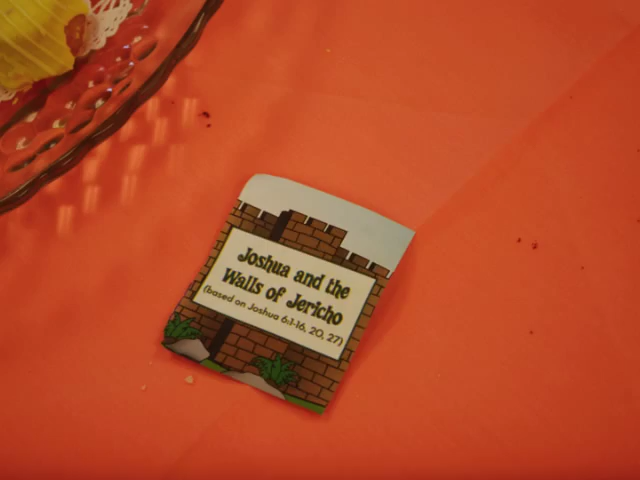 Joshua and the
Walls of Jericho
(based on Joshua 6:1-16, 20, 27)